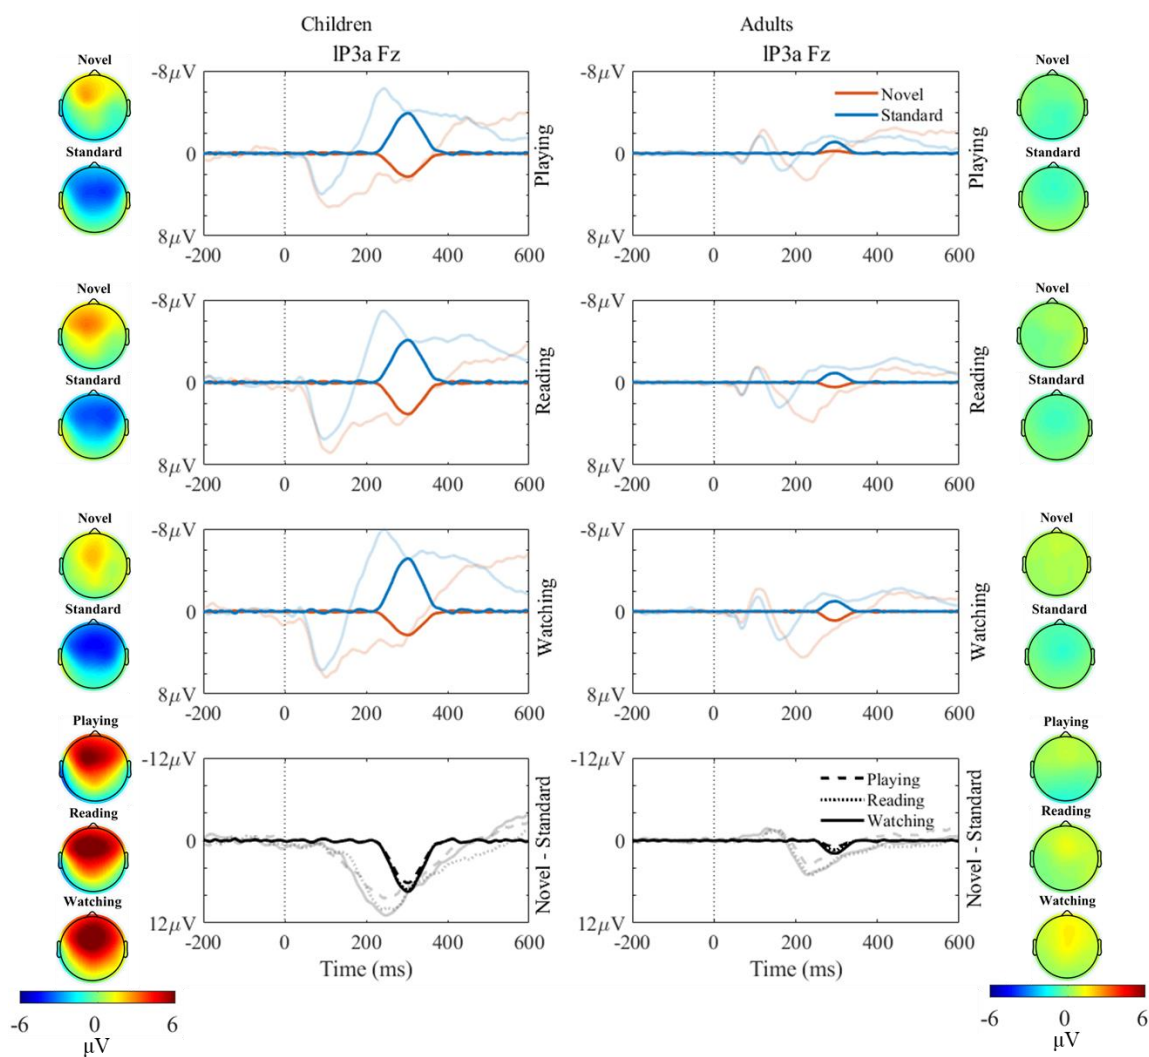 Children
Adults
lP3a Fz
lP3a Fz
Novel
Standard
-8μV
0
8μV
-200
0
200
400
600
Playing
-8μV
0
8μV
-200
0
200
400
600
Novel
Standard
Playing
Novel
Standard
Novel
Standard
-8μV
0
8μV
-200
0
200
400
600
Reading
-8μV
0
8μV
-200
0
200
400
600
Reading
Novel
Standard
Novel
Standard
-8μV
0
8μV
-200
0
200
400
600
Watching
-8μV
0
8μV
-200
0
200
400
600
Watching
Novel
Standard
Playing
Reading
Watching
-12μV
0
12μV
-200
0
200
400
600
Time (ms)
Novel - Standard
-12μV
0
12μV
-200
0
200
400
600
Time (ms)
Playing
Reading
Watching
Novel - Standard
Playing
Reading
Watching
-6
0
6
μV
-6
0
6
μV